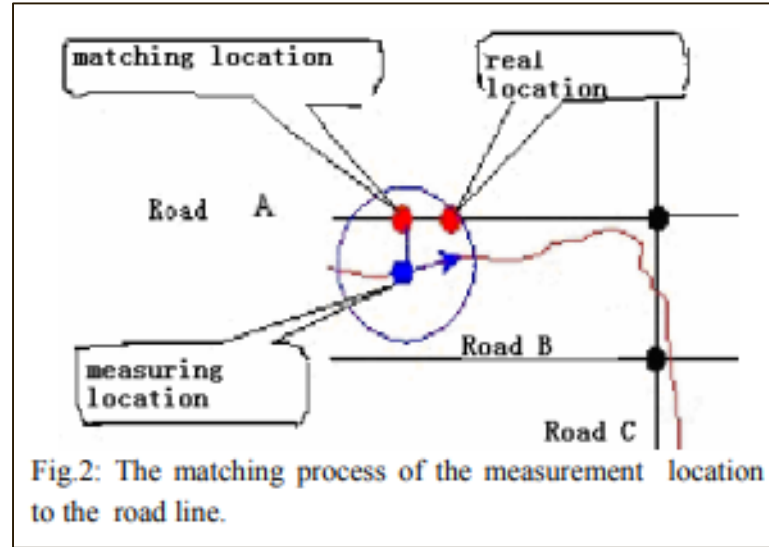 matching location
real
location
Road A
Road B
measuring
location
Road C
Fig.2: The matching process of the measurement location
to the road line.